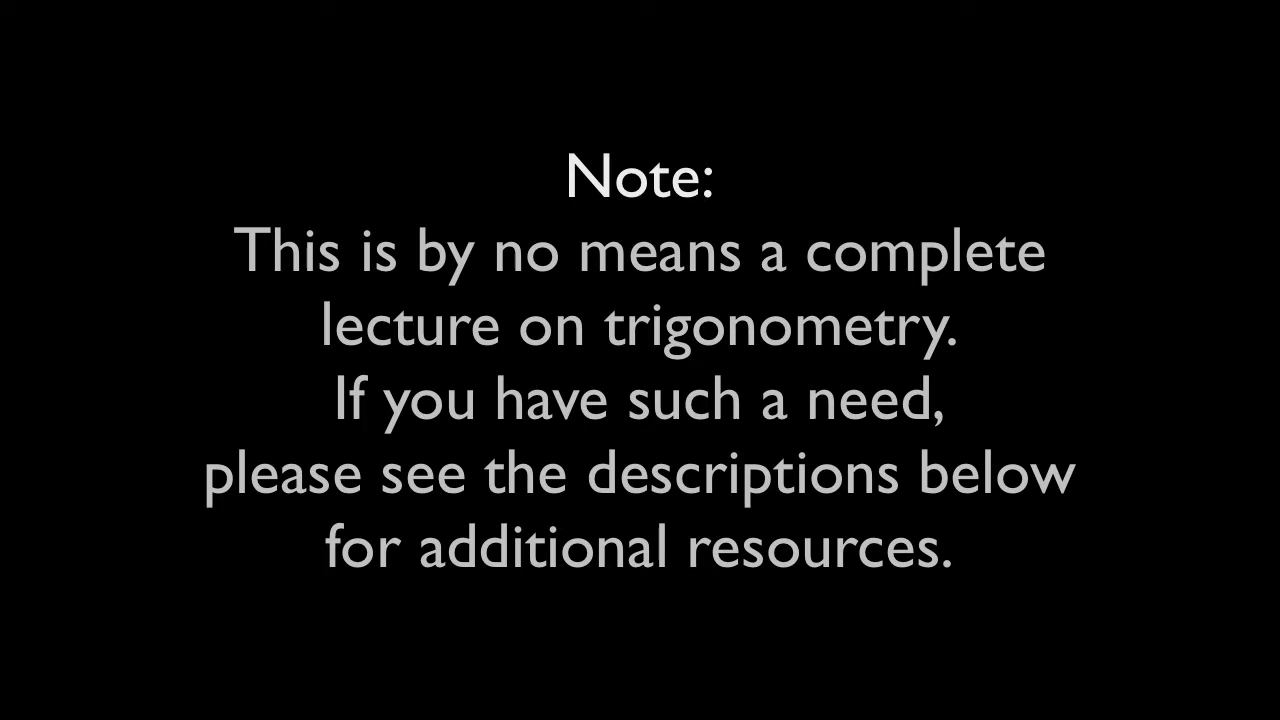 Note:
This is by no means a complete
lecture on trigonometry.
If you have such a need,
please see the descriptions below
for additional resources.